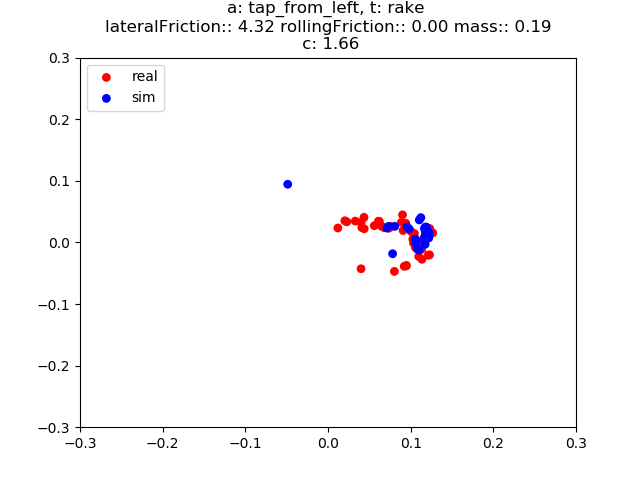 a: tap_from_left, t: rake
lateralFriction:: 4.32 rollingFriction:: 0.00 mass:: 0.19
c: 1.66
real
sim
0.3
0.2
0.1
0.0
−0.1
−0.2
−0.3
−0.3 −0.2 −0.1 0.0 0.1 0.2 0.3